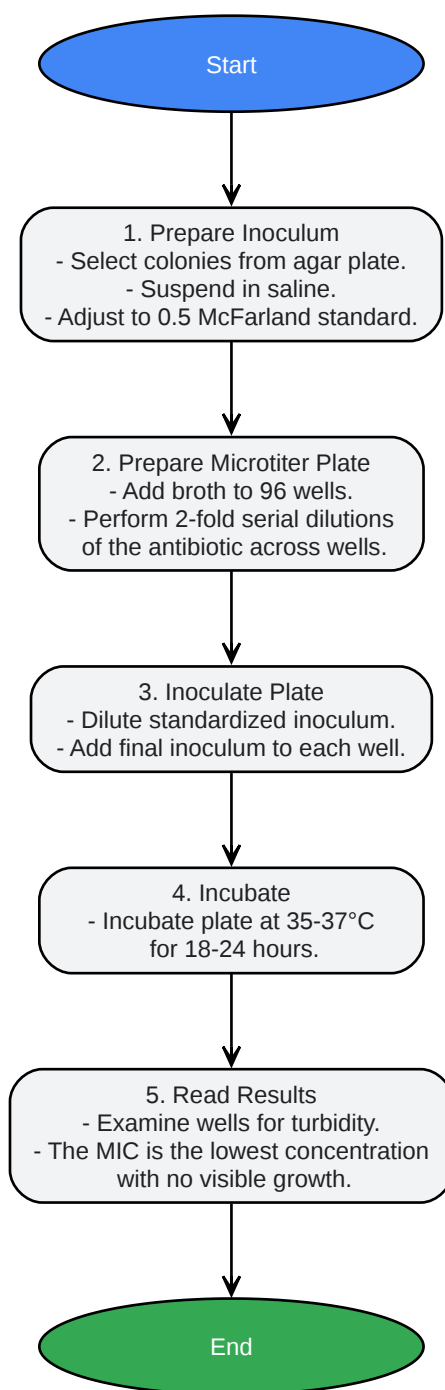 Start
1. Prepare Inoculum
- Select colonies from agar plate.
- Suspend in saline.
- Adjust to 0.5 McFarland standard.
2. Prepare Microtiter Plate
- Add broth to 96 wells.
- Perform 2-fold serial dilutions
of the antibiotic across wells.
3. Inoculate Plate
- Dilute standardized inoculum.
- Add final inoculum to each well.
4. Incubate
- Incubate plate at 35-37°C
for 18-24 hours.
5. Read Results
- Examine wells for turbidity.
- The MIC is the lowest concentration
with no visible growth.
End